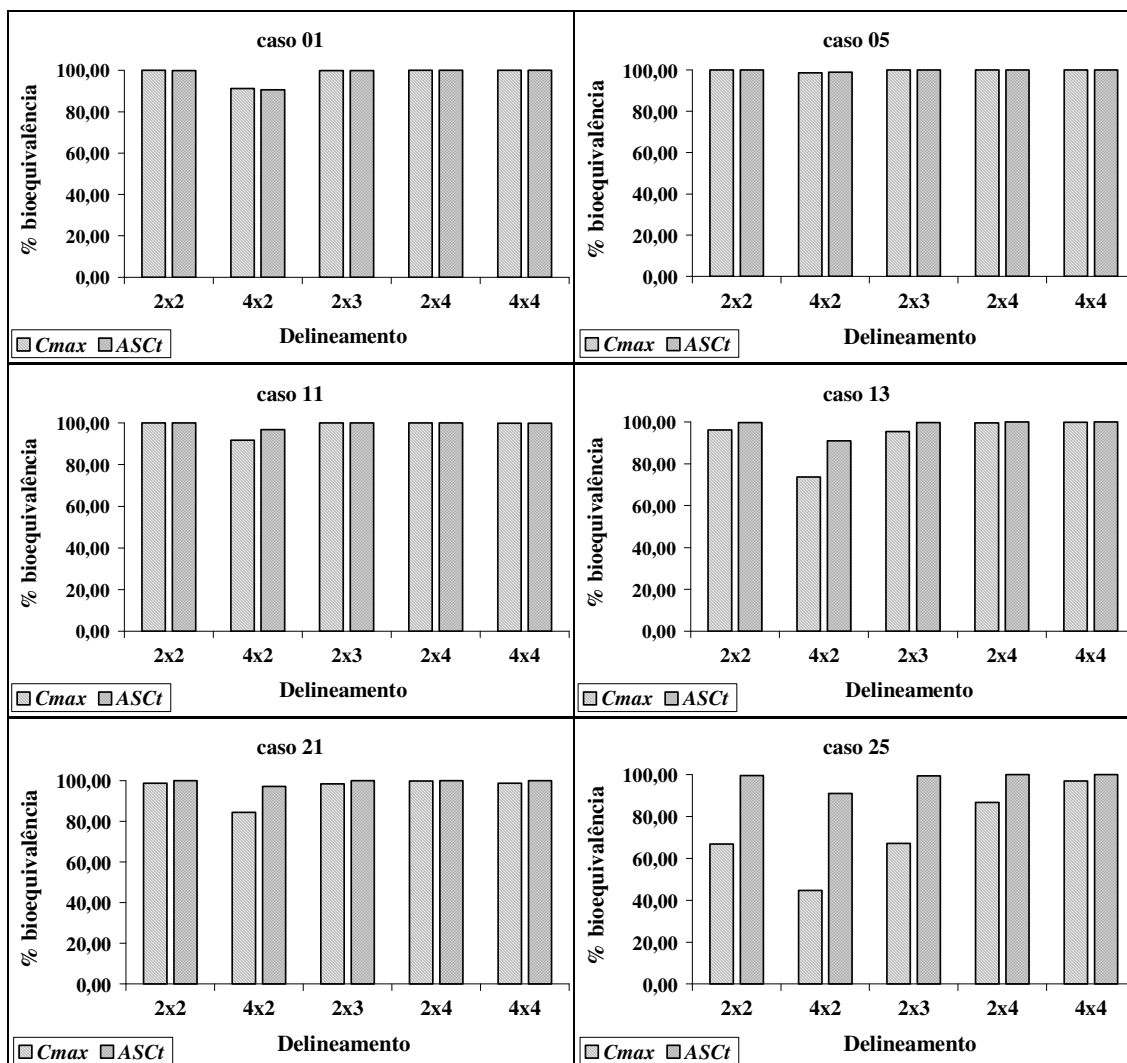 caso 01
% bioequivalência
100,00
80,00
60,00
40,00
20,00
0,00
2x2 4x2 2x3 2x4 4x4
Delineamento
Cmax ASCt
caso 05
% bioequivalência
100,00
80,00
60,00
40,00
20,00
0,00
2x2 4x2 2x3 2x4 4x4
Delineamento
Cmax ASCt
caso 11
% bioequivalência
100,00
80,00
60,00
40,00
20,00
0,00
2x2 4x2 2x3 2x4 4x4
Delineamento
Cmax ASCt
caso 13
% bioequivalência
100,00
80,00
60,00
40,00
20,00
0,00
2x2 4x2 2x3 2x4 4x4
Delineamento
Cmax ASCt
caso 21
% bioequivalência
100,00
80,00
60,00
40,00
20,00
0,00
2x2 4x2 2x3 2x4 4x4
Delineamento
Cmax ASCt
caso 25
% bioequivalência
100,00
80,00
60,00
40,00
20,00
0,00
2x2 4x2 2x3 2x4 4x4
Delineamento
Cmax ASCt